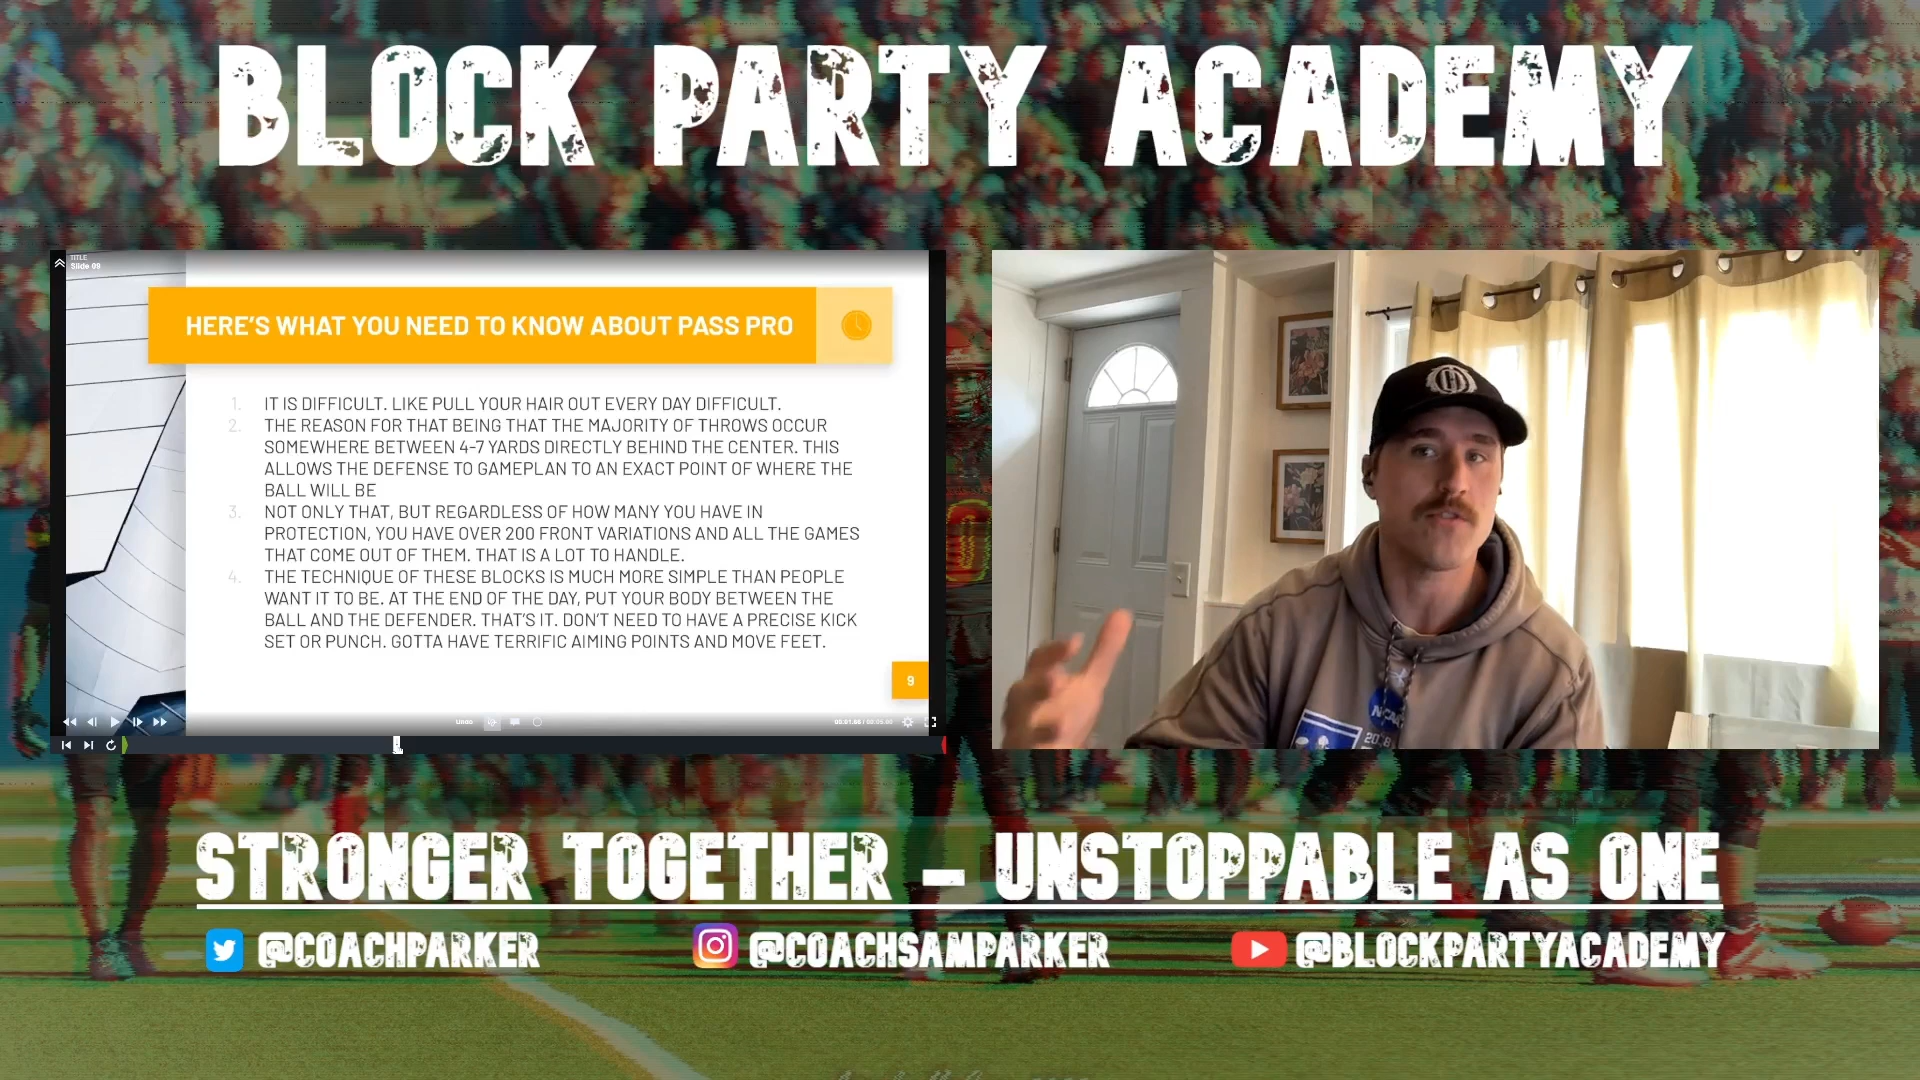 BLOCK PARTY ACADEMY
TITLE
Slide 09
HERE'S WHAT YOU NEED TO KNOW ABOUT PASS PRO
1. IT IS DIFFICULT. LIKE PULL YOUR HAIR OUT EVERY DAY DIFFICULT.
2. THE REASON FOR THAT BEING THAT THE MAJORITY OF THROWS OCCUR
SOMEWHERE BETWEEN 4-7 YARDS DIRECTLY BEHIND THE CENTER. THIS
ALLOWS THE DEFENSE TO GAMEPLAN TO AN EXACT POINT OF WHERE THE
BALL WILL BE
3. NOT ONLY THAT, BUT REGARDLESS OF HOW MANY YOU HAVE IN
PROTECTION, YOU HAVE OVER 200 FRONT VARIATIONS AND ALL THE GAMES
THAT COME OUT OF THEM. THAT IS A LOT TO HANDLE.
4. THE TECHNIQUE OF THESE BLOCKS IS MUCH MORE SIMPLE THAN PEOPLE
WANT IT TO BE. AT THE END OF THE DAY, PUT YOUR BODY BETWEEN THE
BALL AND THE DEFENDER. THAT'S IT. DON'T NEED TO HAVE A PRECISE KICK
SET OR PUNCH. GOTTA HAVE TERRIFIC AIMING POINTS AND MOVE FEET.
9
Undo
H
NCAA
STRONGER TOGETHER - UNSTOPPABLE AS ONE
@COACHPARKER
@COACHSAMPARKER
@BLOCKPARTYACADEMY